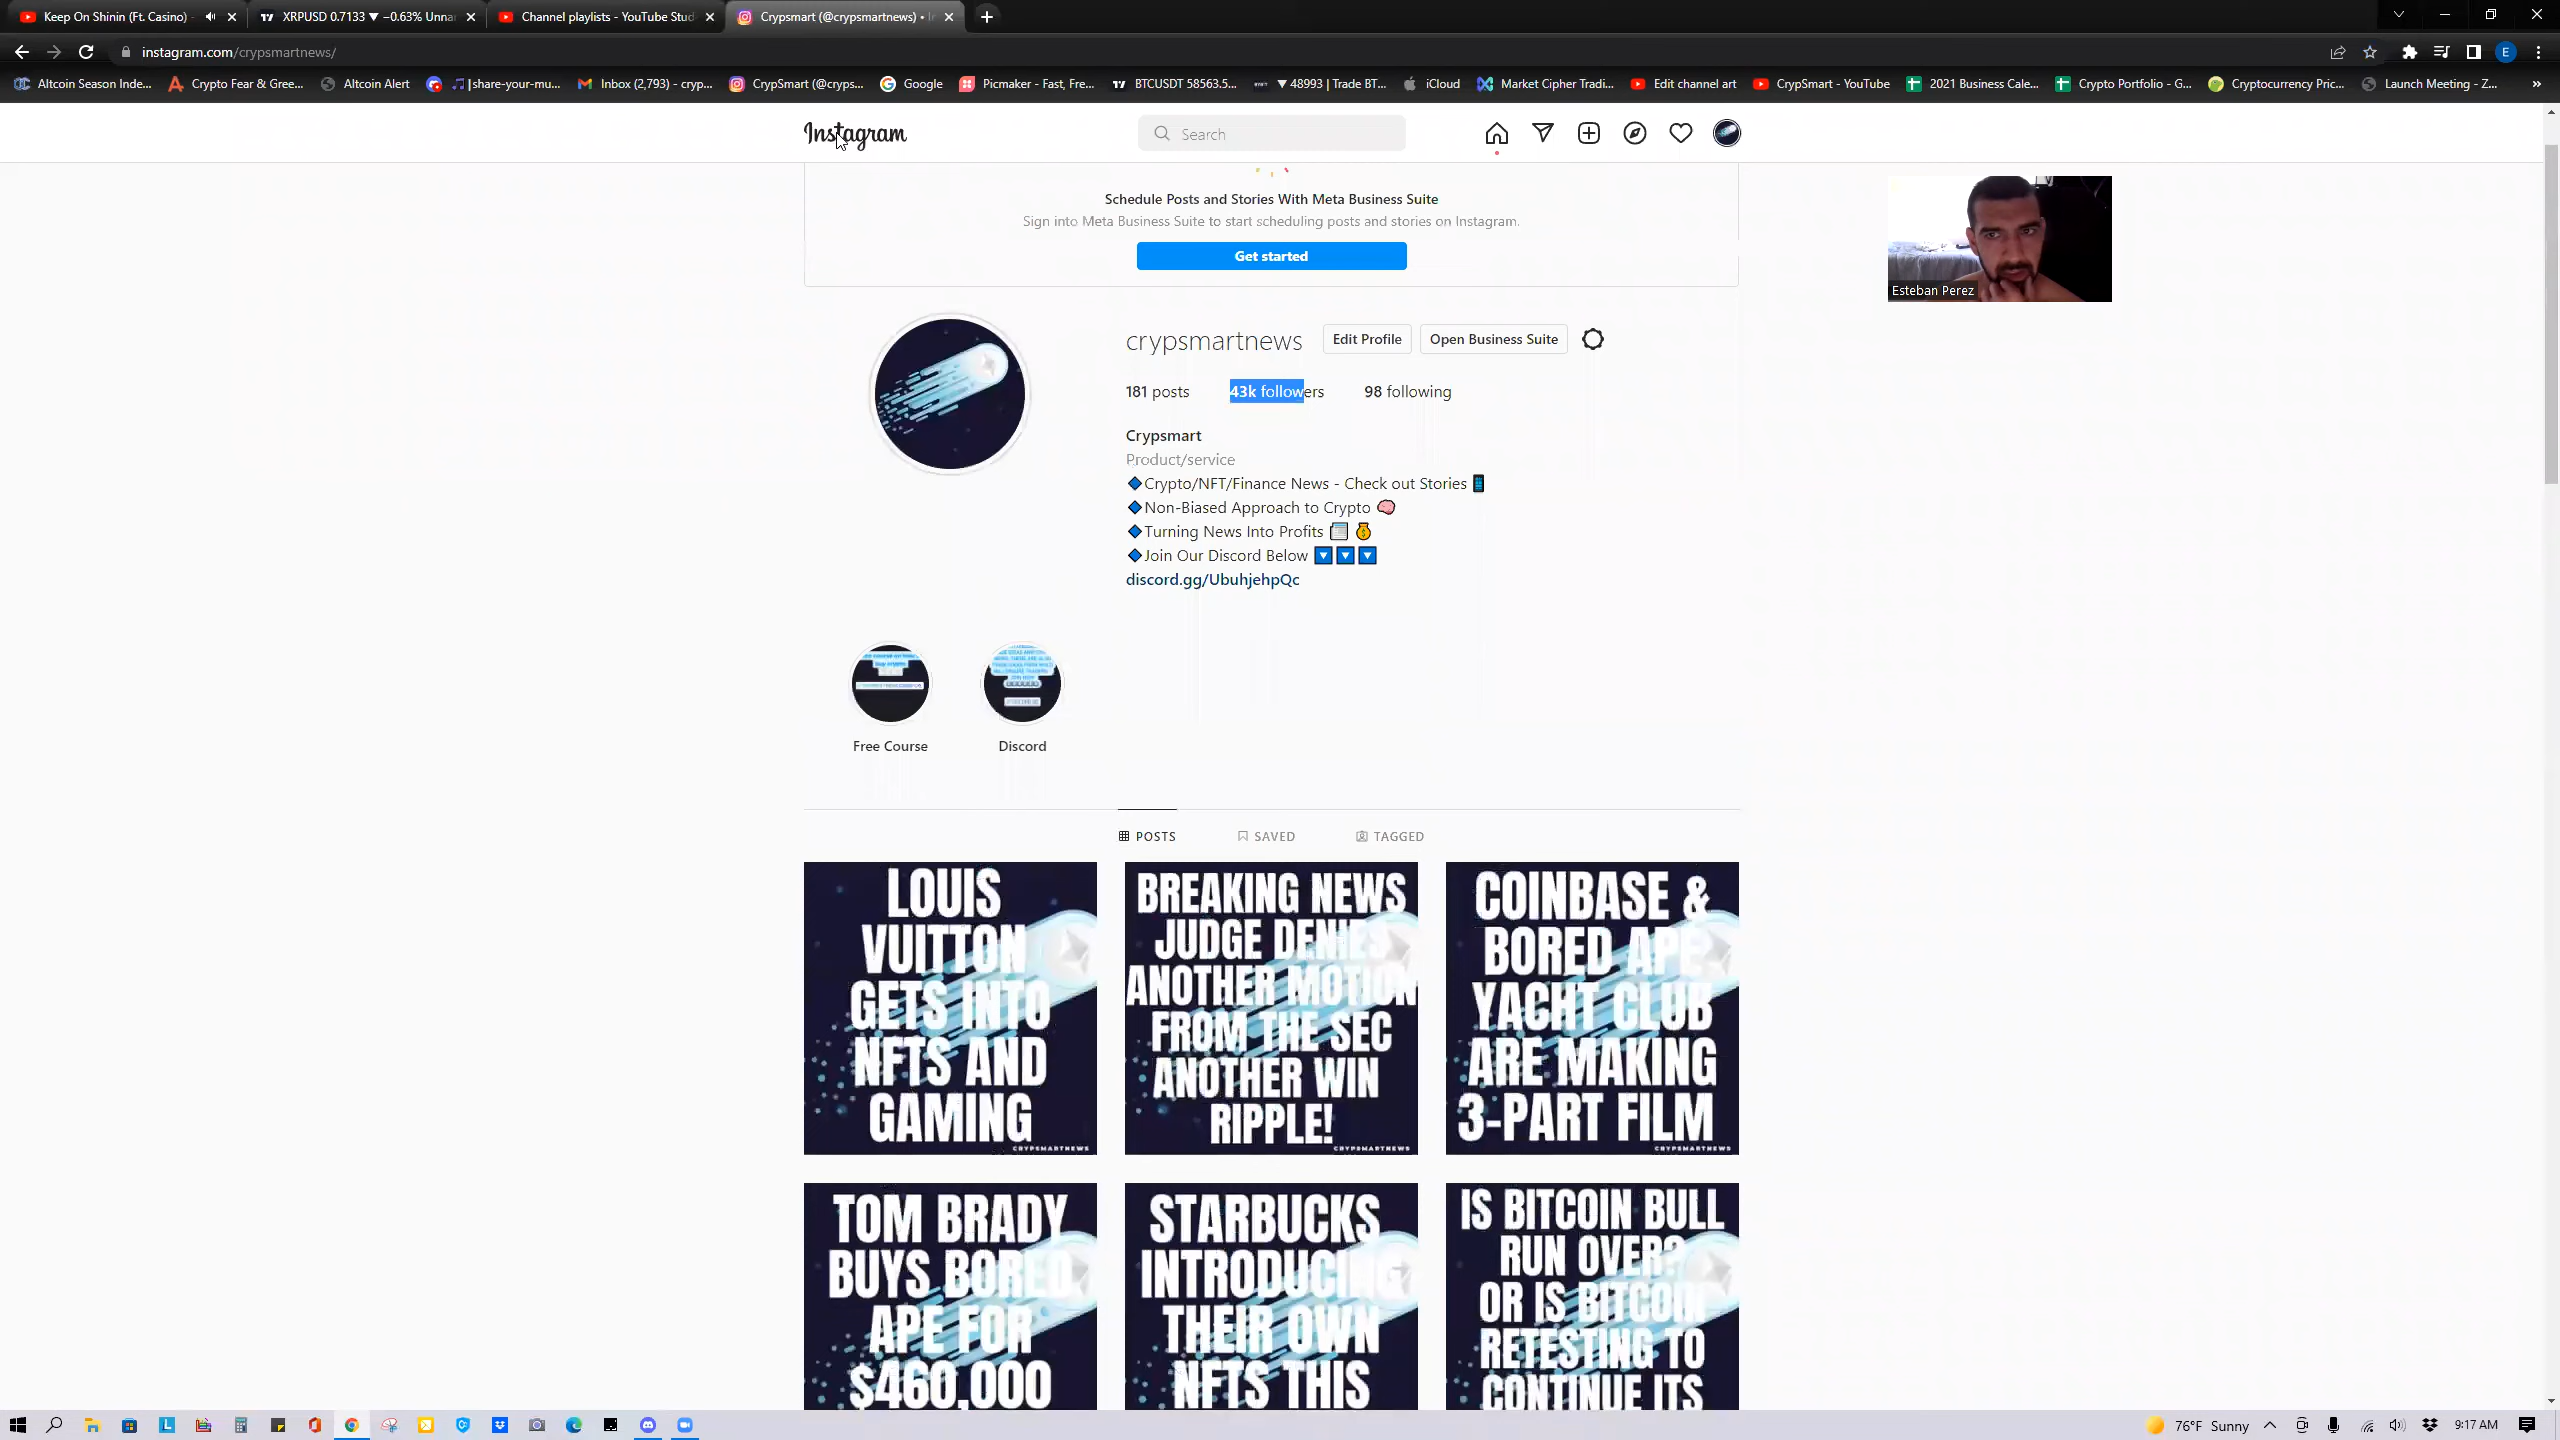 Keep On Shinin (Ft. Casino)
XRPUSD 0.7133 ▼ −0.63% Unna
Channel playlists - YouTube Stud
Crypsmart (@crypsmartnews) • I
instagram.com/crypsmartnews/
E
Altcoin Season Inde...
Crypto Fear & Gree...
Altcoin Alert
🎵|share-your-mu...
Inbox (2,793) - cryp...
CrypSmart (@cryps...
Google
Picmaker - Fast, Fre...
BTCUSDT 58563.5...
▼ 48993 | Trade BT...
iCloud
Market Cipher Tradi...
Edit channel art
CrypSmart - YouTube
2021 Business Cale...
Crypto Portfolio - G...
Cryptocurrency Pric...
Launch Meeting - Z...
»
Instagram
Search
Schedule Posts and Stories With Meta Business Suite
Sign into Meta Business Suite to start scheduling posts and stories on Instagram.
Get started
Esteban Perez
crypsmartnews
Edit Profile
Open Business Suite
181 posts
43k followers
98 following
Crypsmart
Product/service
🔷Crypto/NFT/Finance News - Check out Stories 📱
🔷Non-Biased Approach to Crypto 🧠
🔷Turning News Into Profits 📰 💰
🔷Join Our Discord Below 🔽🔽🔽
discord.gg/UbuhjehpQc
Free Course
Discord
POSTS
SAVED
TAGGED
LOUIS
VUITTON
GETS INTO
NFTS AND
GAMING
CRYPSMARTNEWS
BREAKING NEWS
JUDGE DENIES
ANOTHER MOTION
FROM THE SEC
ANOTHER WIN
RIPPLE!
CRYPSMARTNEWS
COINBASE &
BORED APE
YACHT CLUB
ARE MAKING
3-PART FILM
CRYPSMARTNEWS
TOM BRADY
BUYS BORED
APE FOR
$460,000
STARBUCKS
INTRODUCING
THEIR OWN
NFTS THIS
IS BITCOIN BULL
RUN OVER?
OR IS BITCOIN
RETESTING TO
CONTINUE ITS
76°F Sunny
9:17 AM